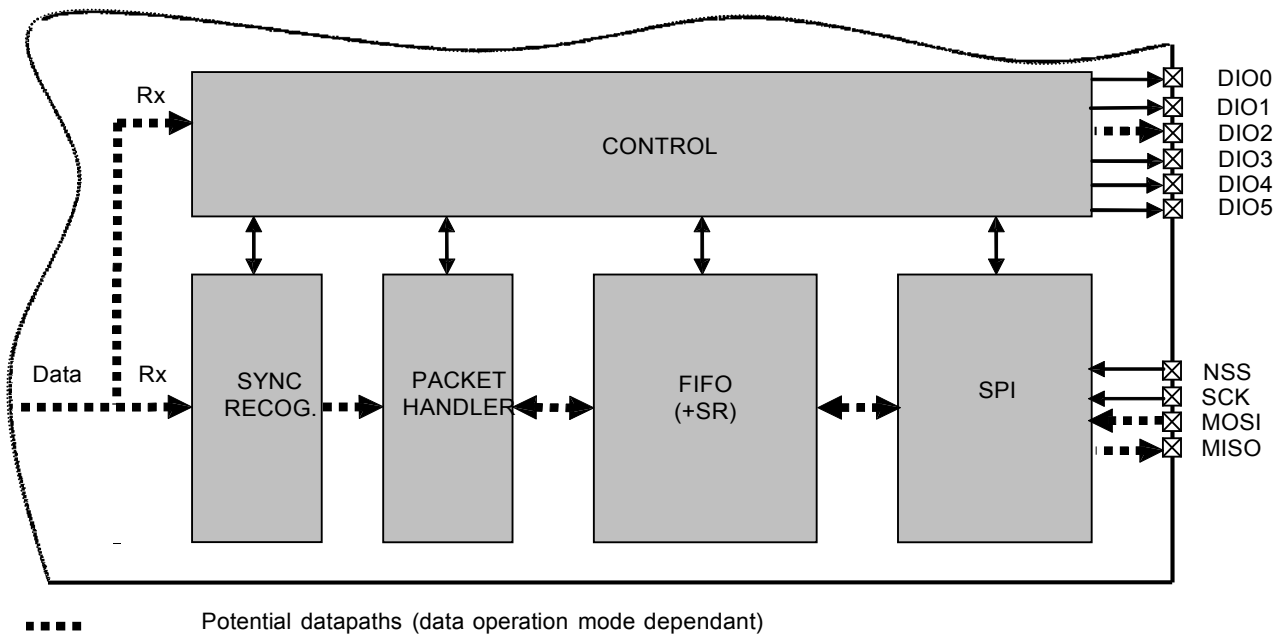 Rx
DIO0
DIO1
DIO2
DIO3
DIO4
DIO5
CONTROL
Data
Rx
SYNC
RECOG.
PACKET
HANDLER
FIFO
(+SR)
SPI
NSS
SCK
MOSI
MISO
Potential datapaths (data operation mode dependant)